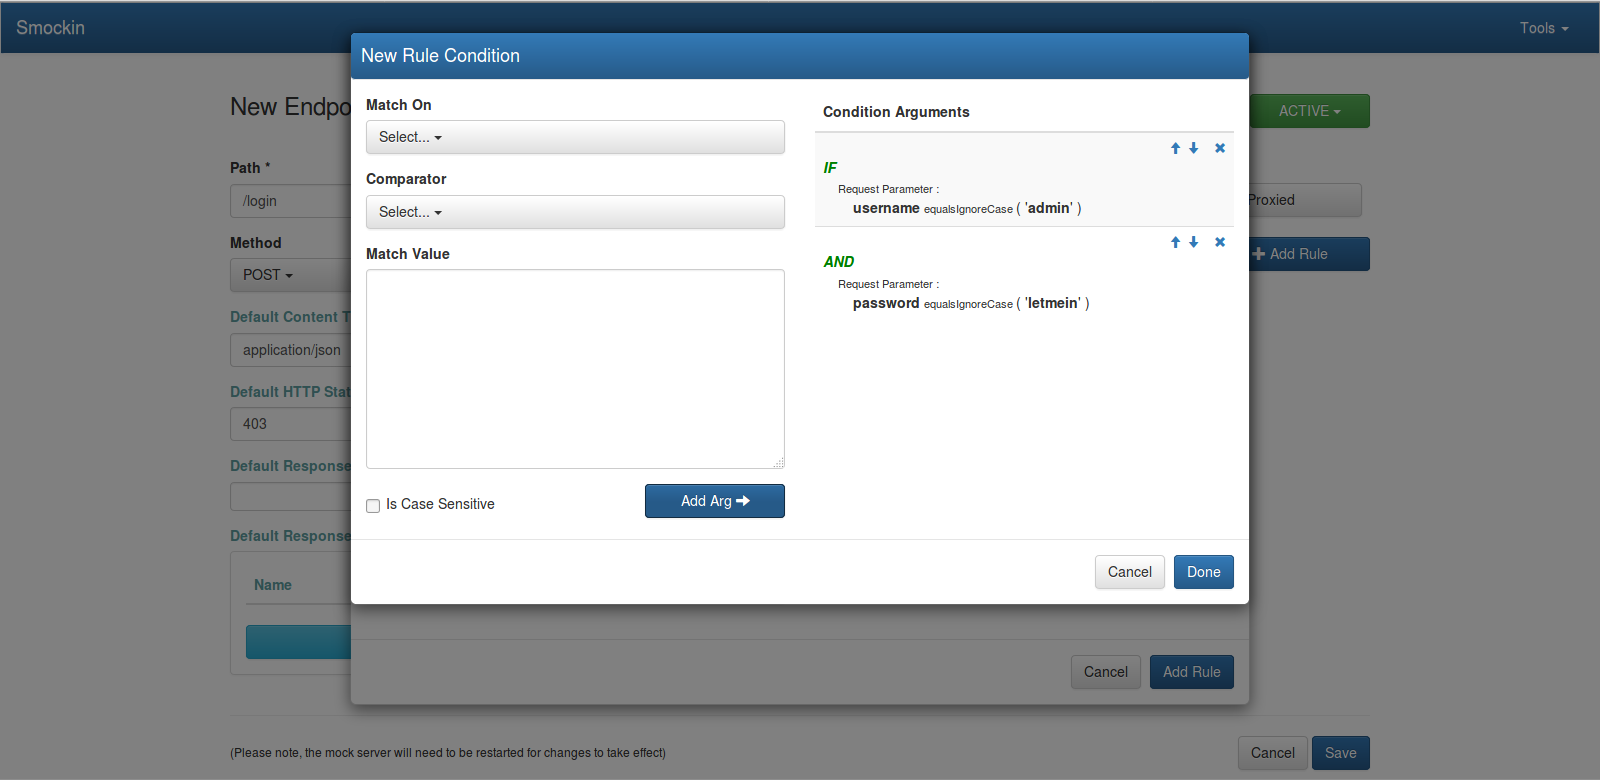 Smockin
Tools
New Rule Condition
New Endpo
ACTIVE
Match On
Select...
Comparator
Select...
Match Value
Is Case Sensitive
Add Arg
Condition Arguments
IF
Request Parameter :
username equalsIgnoreCase ( 'admin' )
AND
Request Parameter :
password equalsIgnoreCase ( 'letmein' )
Cancel
Done
Path *
/login
Proxied
Method
POST
Add Rule
Default Content T
application/json
Default HTTP Stat
403
Default Response
Default Response
Name
Cancel
Add Rule
(Please note, the mock server will need to be restarted for changes to take effect)
Cancel
Save